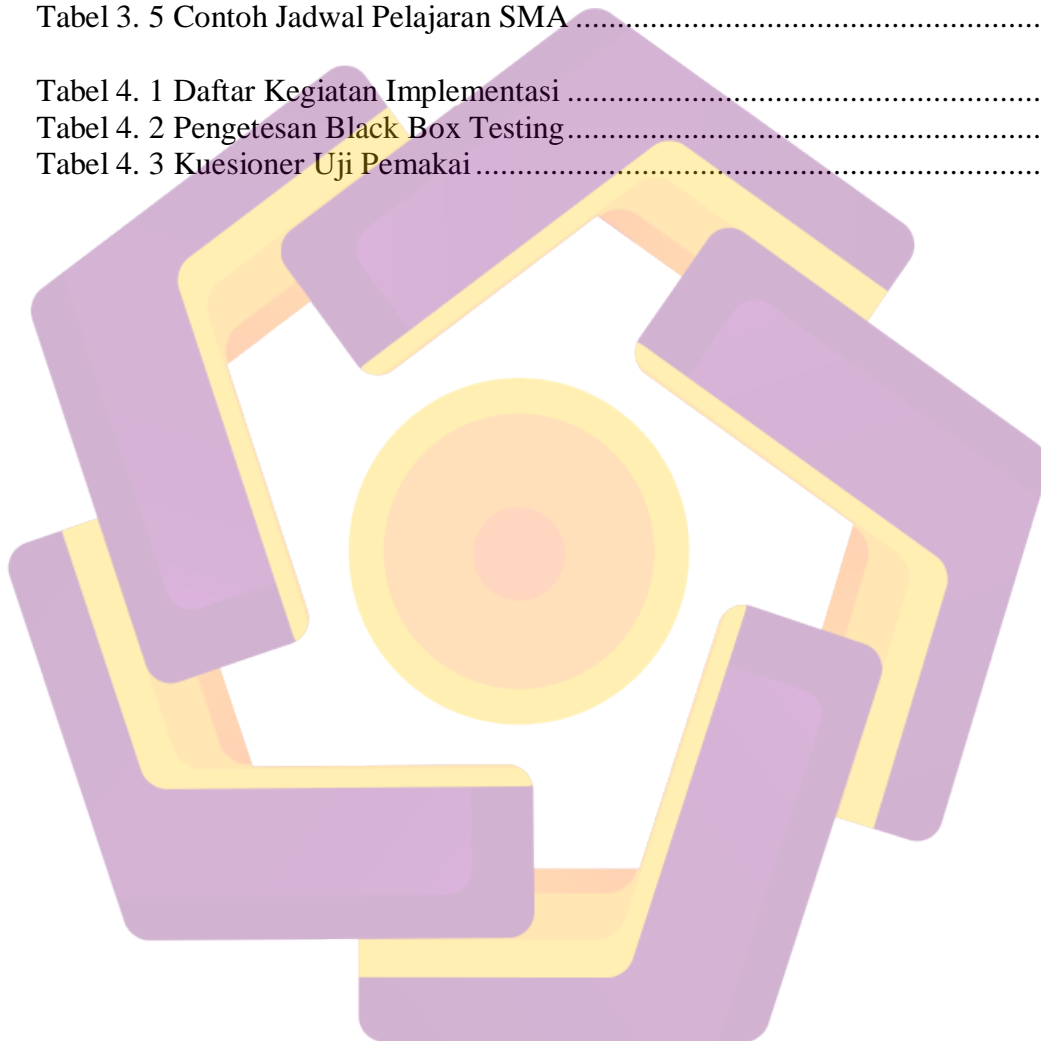 Tabel 3. 5 Contoh Jadwal Pelajaran SMA ..........................................................
Tabel 4. 1 Daftar Kegiatan Implementasi ...........................................................
Tabel 4. 2 Pengetesan Black Box Testing ...........................................................
Tabel 4. 3 Kuesioner Uji Pemakai .......................................................................